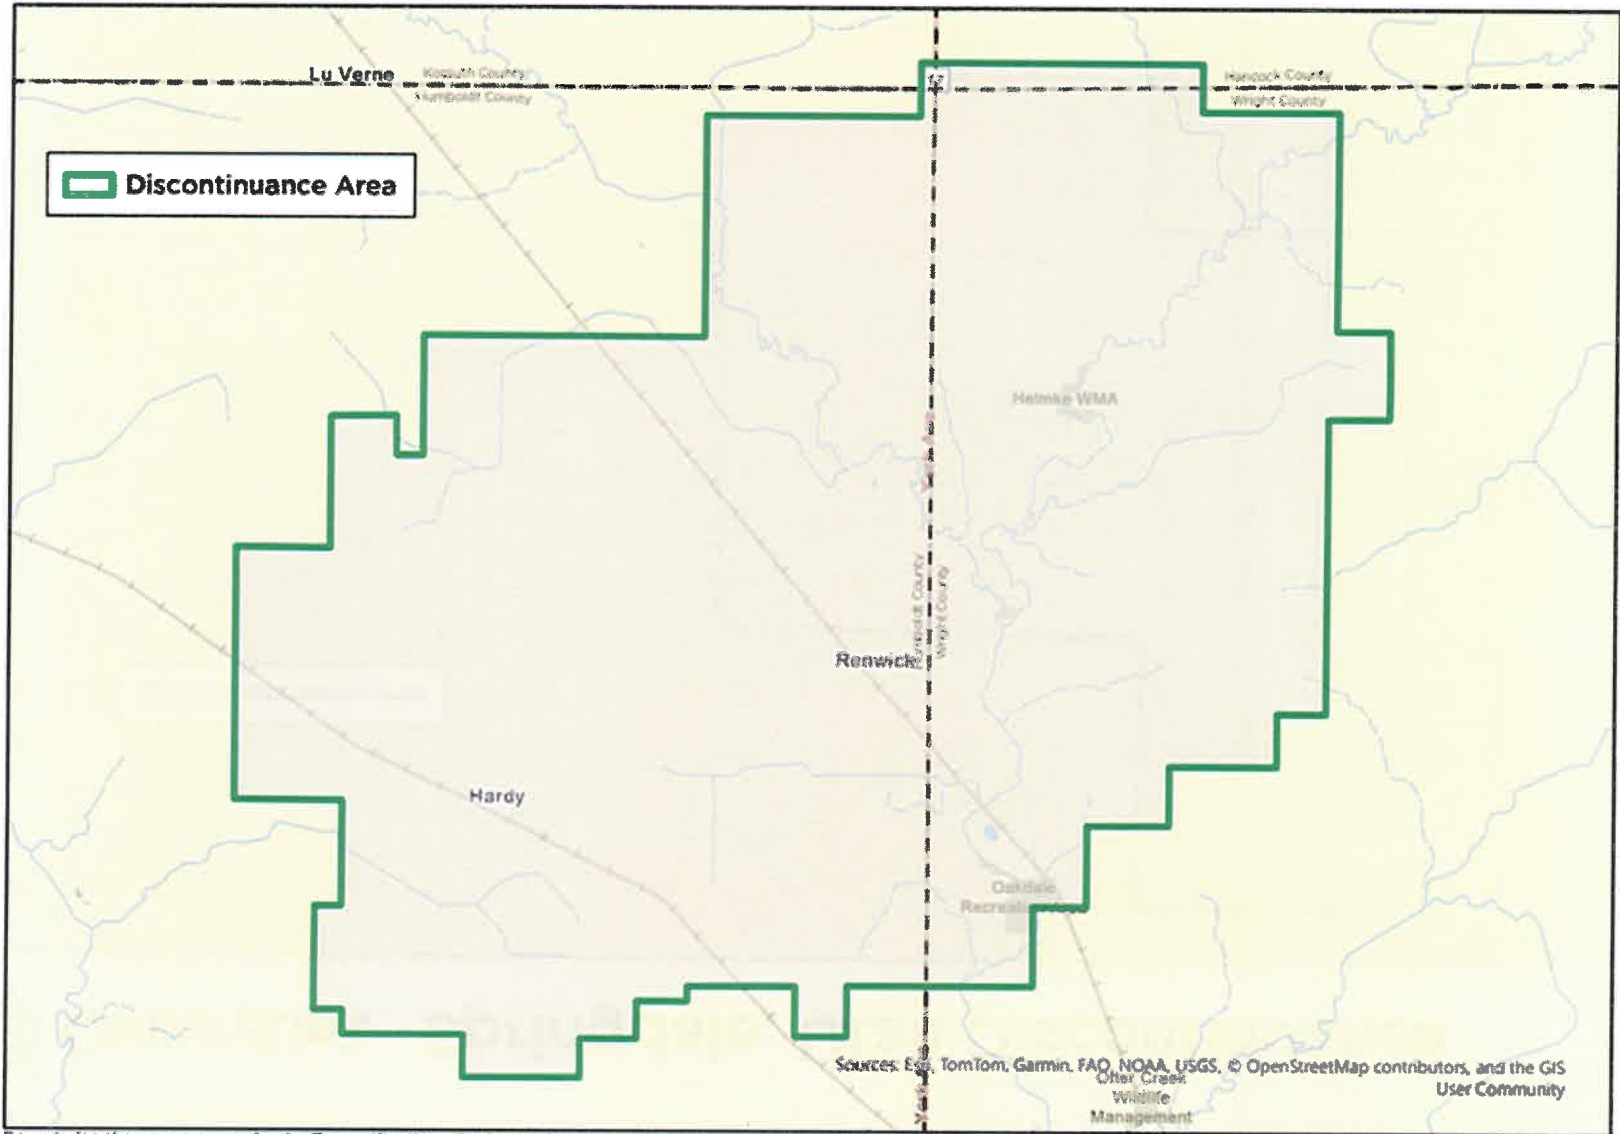 Lu Verne
Kossuth County
Humboldt County
Hancock County
Wright County
Discontinuance Area
Helmke WMA
Humboldt County
Wright County
Renwick
Hardy
Oakdale
Sources: Esri, TomTom, Garmin, FAO, NOAA, USGS, © OpenStreetMap contributors, and the GIS
User Community
Otter Creek
Wildlife
Management